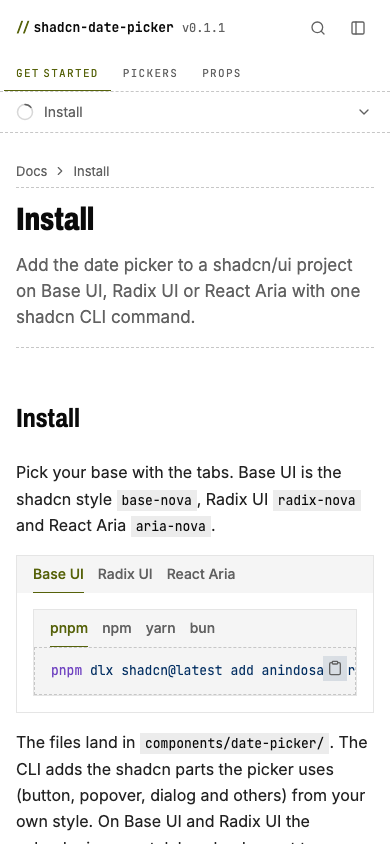 // shadcn-date-picker v0.1.1
GET STARTED PICKERS PROPS
Install
Docs > Install
Install
Add the date picker to a shadcn/ui project
on Base UI, Radix UI or React Aria with one
shadcn CLI command.
Install
Pick your base with the tabs. Base UI is the
shadcn style base-nova, Radix UI radix-nova
and React Aria aria-nova.
Base UI Radix UI React Aria
pnpm npm yarn bun
pnpm dlx shadcn@latest add anindosa
The files land in components/date-picker/. The
CLI adds the shadcn parts the picker uses
(button, popover, dialog and others) from your
own style. On Base UI and Radix UI the